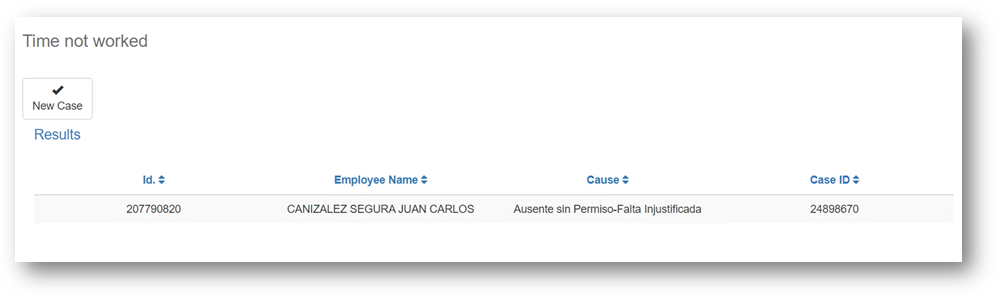 Time not worked
New Case
Results
Id. Employee Name Cause Case ID
207790820 CANIZALEZ SEGURA JUAN CARLOS Ausente sin Permiso-Falta Injustificada 24898670